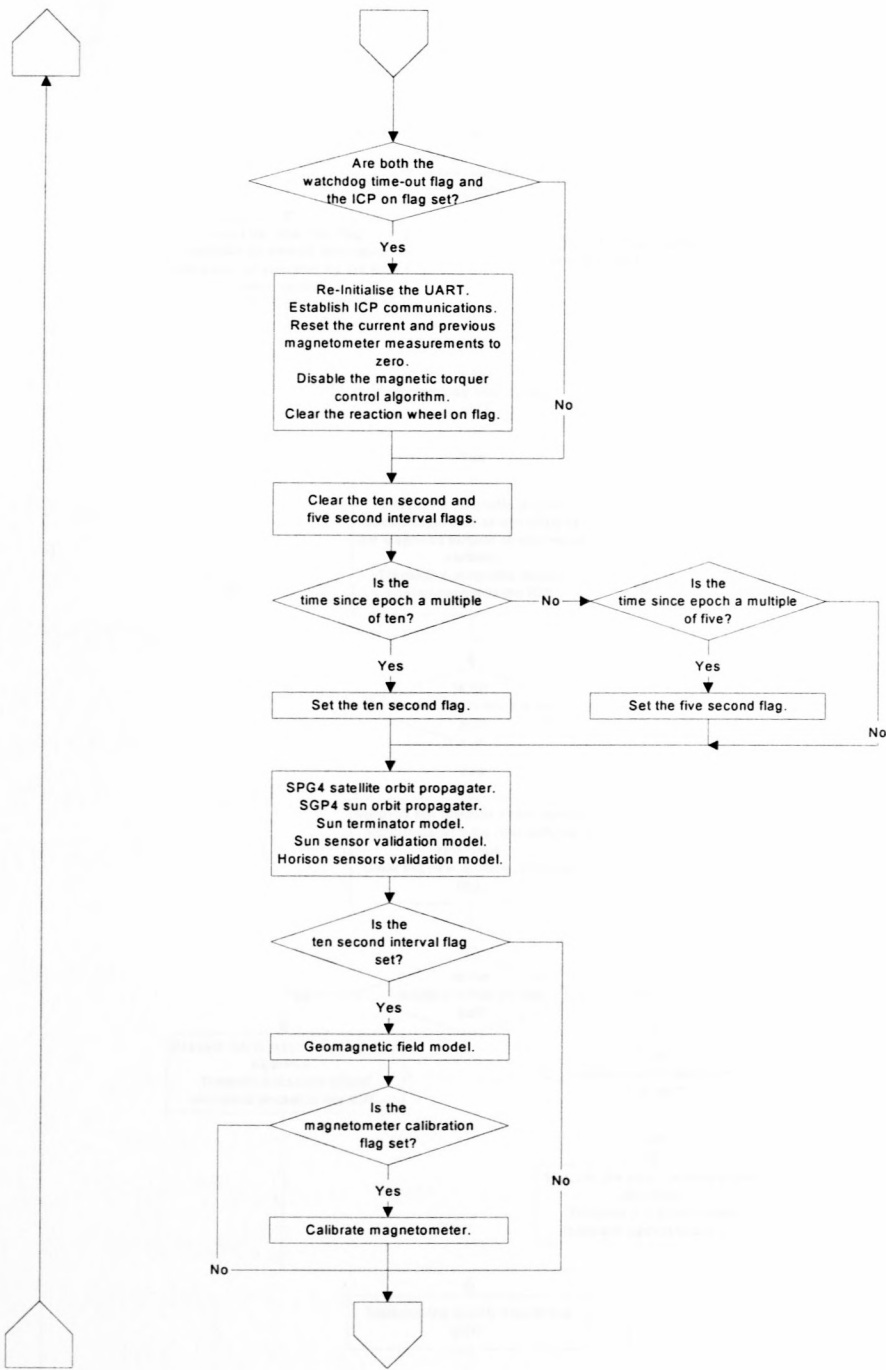 Are both the
watchdog time-out flag and
the ICP on flag set?
Yes
No
Re-Initialise the UART.
Establish ICP communications.
Reset the current and previous
magnetometer measurements to
zero.
Disable the magnetic torquer
control algorithm.
Clear the reaction wheel on flag.
Clear the ten second and
five second interval flags.
Is the
time since epoch a multiple
of ten?
No
Is the
time since epoch a multiple
of five?
Yes
Yes
Set the ten second flag.
Set the five second flag.
No
SPG4 satellite orbit propagater.
SGP4 sun orbit propagater.
Sun terminator model.
Sun sensor validation model.
Horison sensors validation model.
Is the
ten second interval flag
set?
Yes
Geomagnetic field model.
Is the
magnetometer calibration
flag set?
No
Yes
Calibrate magnetometer.
No